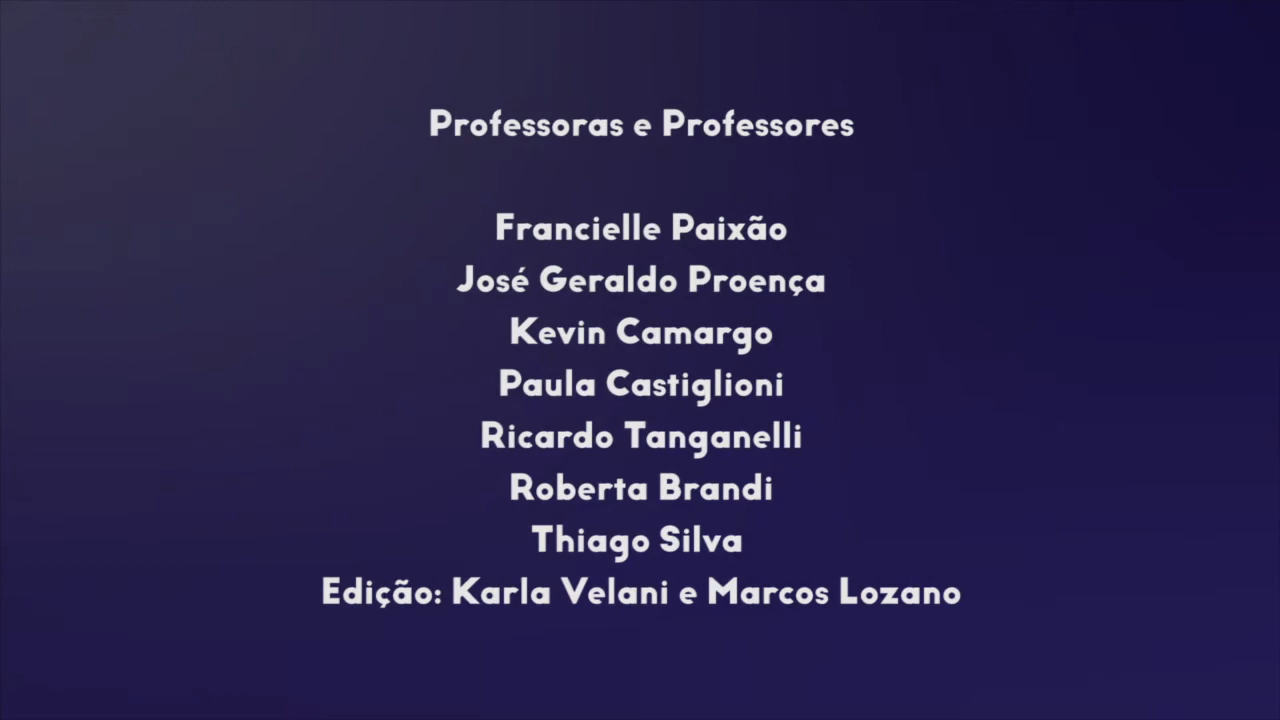 Professoras e Professores
Francielle Paixão
José Geraldo Proença
Kevin Camargo
Paula Castiglioni
Ricardo Tanganelli
Roberta Brandi
Thiago Silva
Edição: Karla Velani e Marcos Lozano